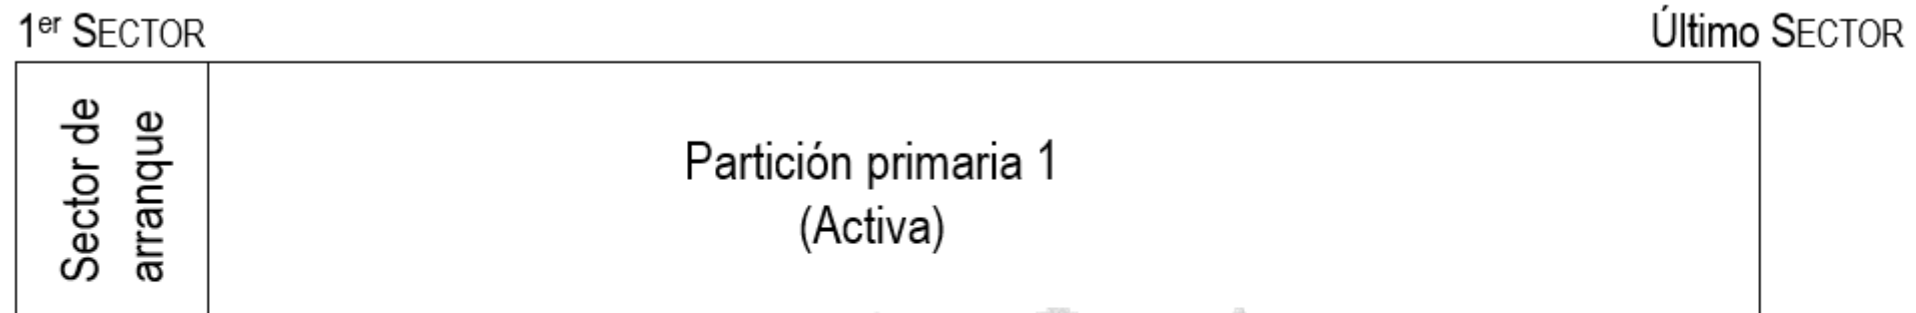 1er SECTOR
Último SECTOR
Sector de
arranque
Partición primaria 1
(Activa)